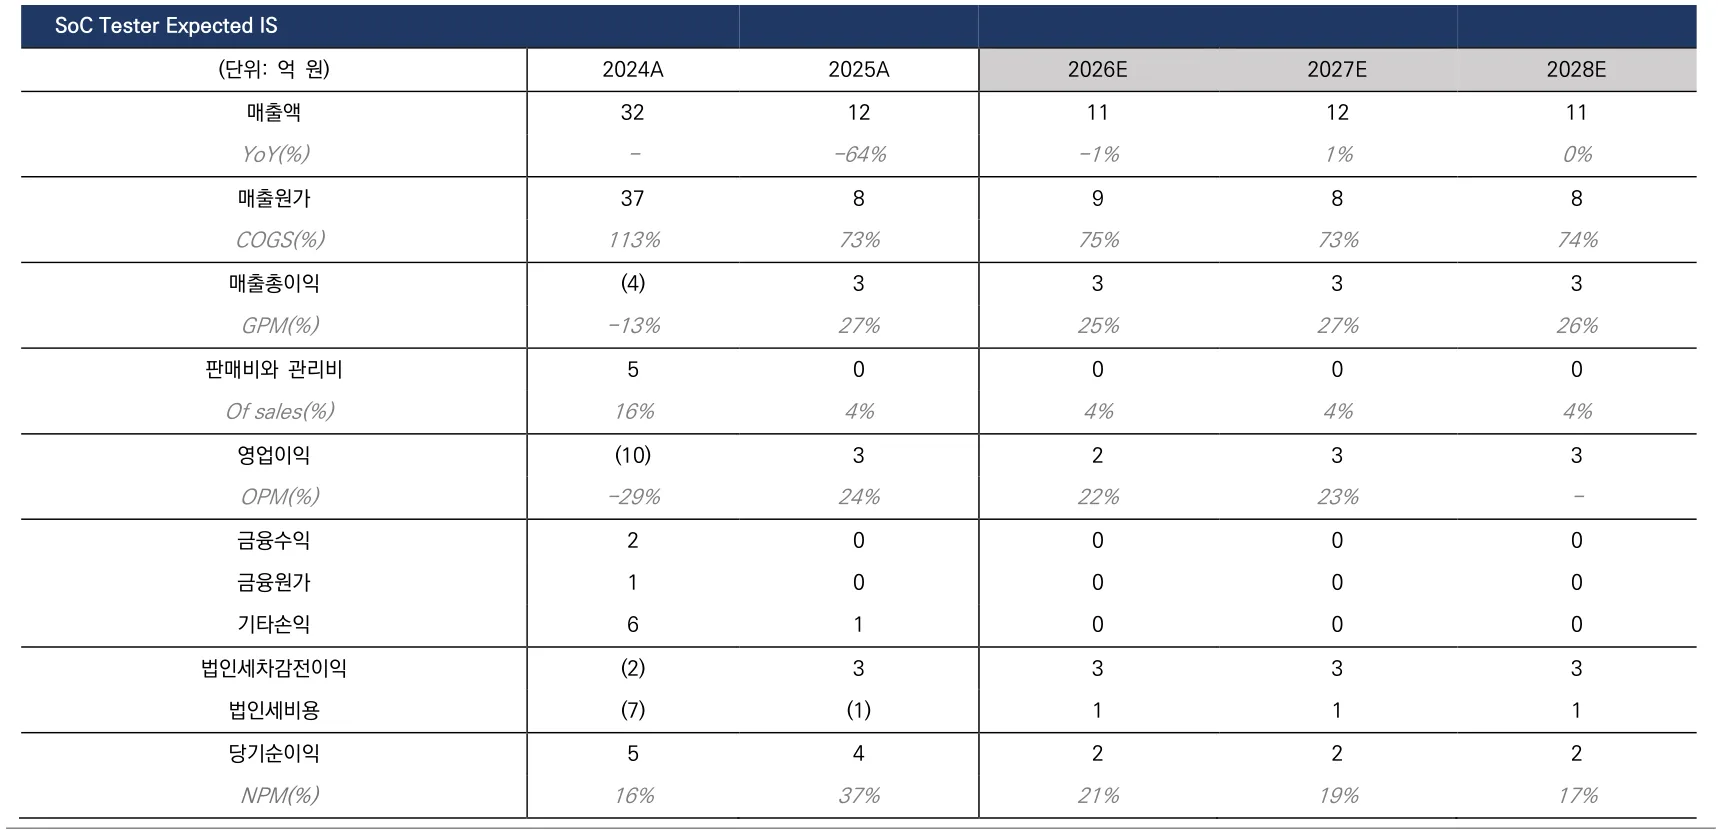 SoC Tester Expected IS
(단위: 억 원) 2024A 2025A 2026E 2027E 2028E
매출액 32 12 11 12 11
YoY(%) - -64% -1% 1% 0%
매출원가 37 8 9 8 8
COGS(%) 113% 73% 75% 73% 74%
매출총이익 (4) 3 3 3 3
GPM(%) -13% 27% 25% 27% 26%
판매비와 관리비 5 0 0 0 0
Of sales(%) 16% 4% 4% 4% 4%
영업이익 (10) 3 2 3 3
OPM(%) -29% 24% 22% 23% -
금융수익 2 0 0 0 0
금융원가 1 0 0 0 0
기타손익 6 1 0 0 0
법인세차감전이익 (2) 3 3 3 3
법인세비용 (7) (1) 1 1 1
당기순이익 5 4 2 2 2
NPM(%) 16% 37% 21% 19% 17%